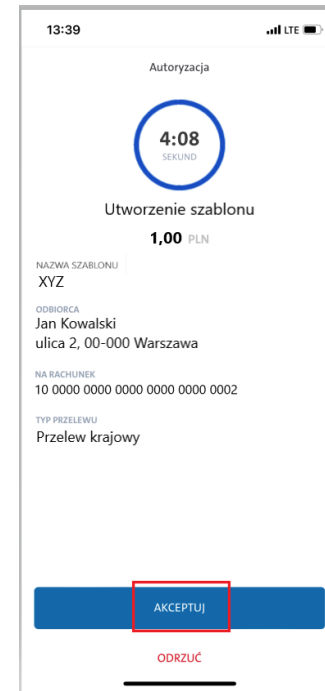 13:39 LTE
Autoryzacja
4:08
SEKUND
Utworzenie szablonu
1,00 PLN
NAZWA SZABLONU
XYZ
ODBIORCA
Jan Kowalski
ulica 2, 00-000 Warszawa
NA RACHUNEK
10 0000 0000 0000 0000 0000 0002
TYP PRZELEWU
Przelew krajowy
AKCEPTUJ
ODRZUĆ